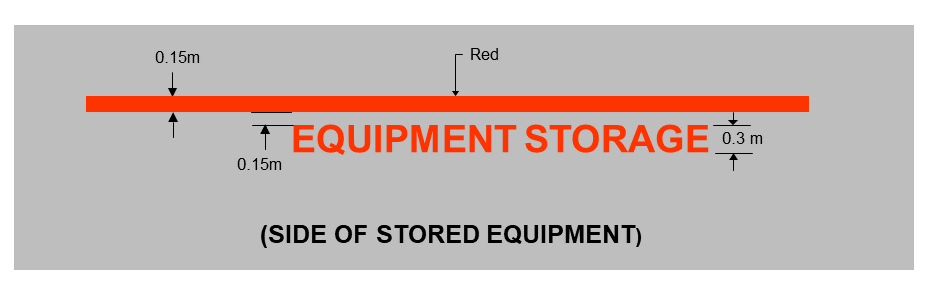 0.15m
Red
EQUIPMENT STORAGE
0.3 m
0.15m
(SIDE OF STORED EQUIPMENT)